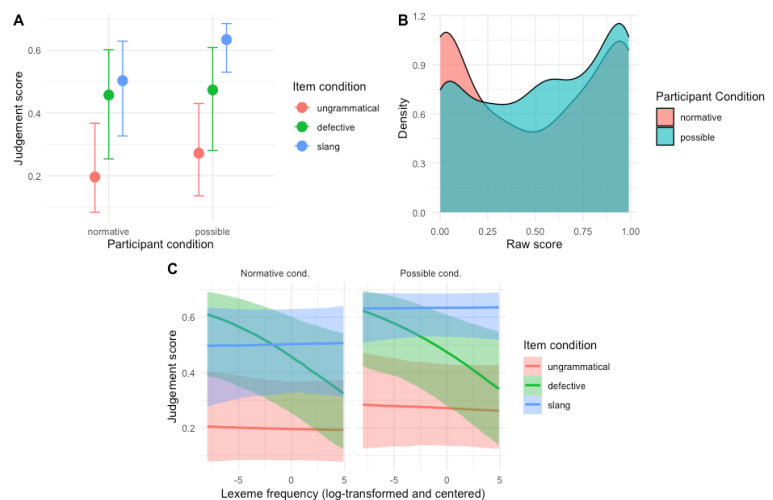 A
Judgement score
0.6
0.4
0.2
normative
possible
Participant condition
Item condition
ungrammatical
defective
slang
B
Density
1.2
0.9
0.6
0.3
0.0
0.00 0.25 0.50 0.75 1.00
Raw score
Participant Condition
normative
possible
C
Normative cond.
Possible cond.
Judgement score
0.6
0.4
0.2
-5 0 5 -5 0 5
Lexeme frequency (log-transformed and centered)
Item condition
ungrammatical
defective
slang